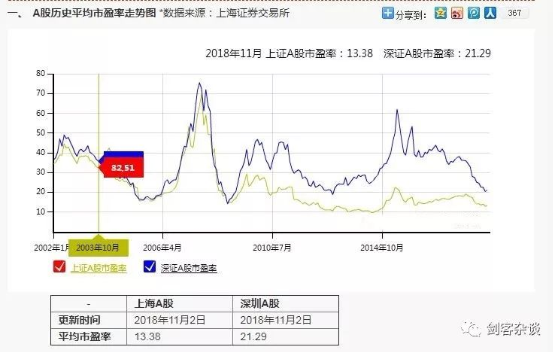 一、 A股历史平均市盈率走势图 *数据来源：上海证券交易所
分享到：
367
2018年11月 上证A股市盈率：13.38 深证A股市盈率：21.29
80
70
60
50
40
30
20
10
82.51
2002年1月
2003年10月
2006年4月
2010年7月
2014年10月
上证A股市盈率
深证A股市盈率
- 上海A股 深圳A股
更新时间 2018年11月2日 2018年11月2日
平均市盈率 13.38 21.29
剑客杂谈